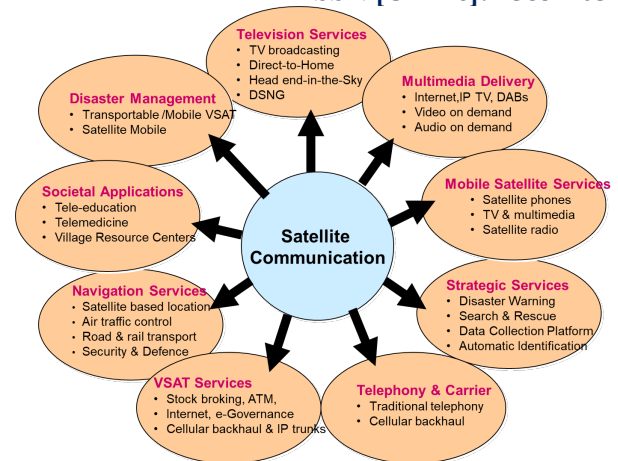 Television Services
• TV broadcasting
• Direct-to-Home
• Head end-in-the-Sky
• DSNG
Multimedia Delivery
• Internet,IP TV, DABs
• Video on demand
• Audio on demand
Mobile Satellite Services
• Satellite phones
• TV & multimedia
• Satellite radio
Strategic Services
• Disaster Warning
• Search & Rescue
• Data Collection Platform
• Automatic Identification
Telephony & Carrier
• Traditional telephony
• Cellular backhaul
VSAT Services
• Stock broking, ATM,
• Internet, e-Governance
• Cellular backhaul & IP trunks
Navigation Services
• Satellite based location
• Air traffic control
• Road & rail transport
• Security & Defence
Societal Applications
• Tele-education
• Telemedicine
• Village Resource Centers
Disaster Management
• Transportable /Mobile VSAT
• Satellite Mobile
Satellite
Communication